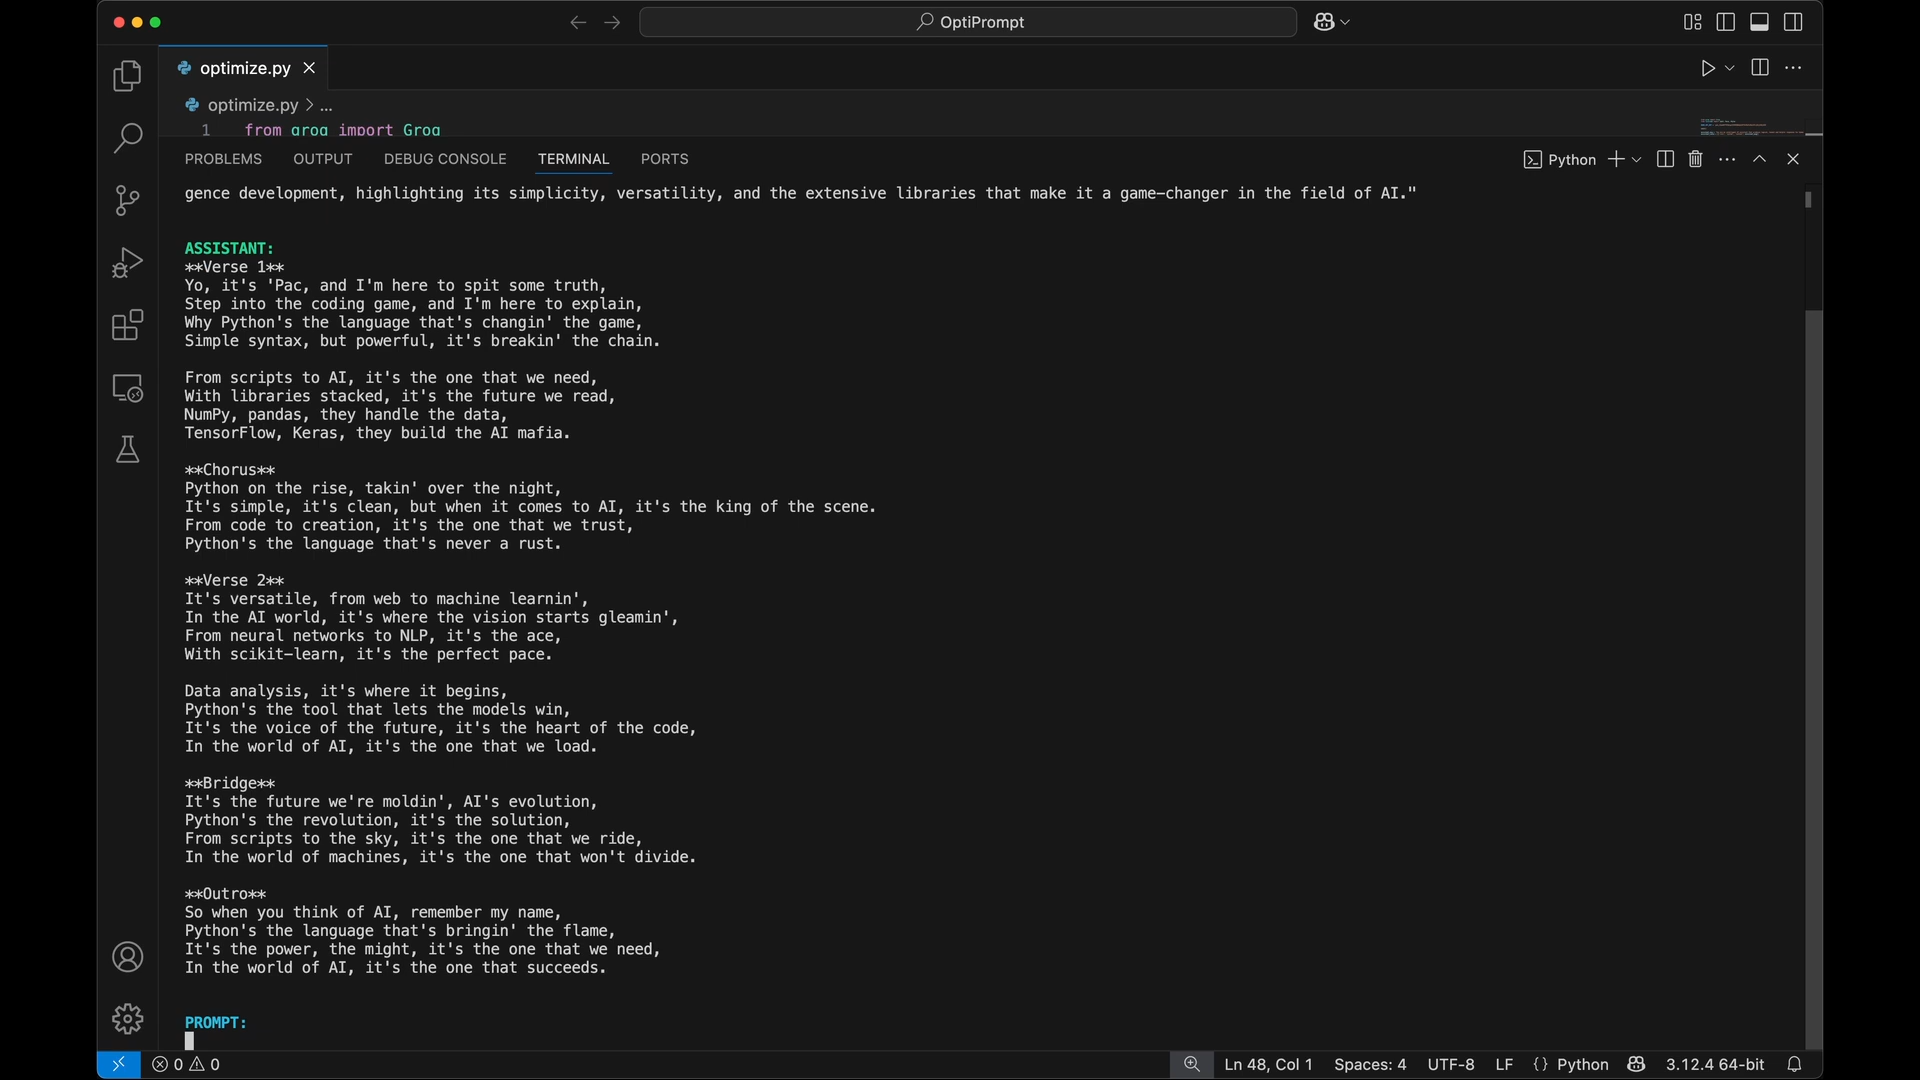 OptiPrompt
optimize.py
optimize.py > ...
1 from groq import Groq
PROBLEMS OUTPUT DEBUG CONSOLE TERMINAL PORTS
Python
gence development, highlighting its simplicity, versatility, and the extensive libraries that make it a game-changer in the field of AI."
ASSISTANT:
**Verse 1**
Yo, it's 'Pac, and I'm here to spit some truth,
Step into the coding game, and I'm here to explain,
Why Python's the language that's changin' the game,
Simple syntax, but powerful, it's breakin' the chain.
From scripts to AI, it's the one that we need,
With libraries stacked, it's the future we read,
NumPy, pandas, they handle the data,
TensorFlow, Keras, they build the AI mafia.
**Chorus**
Python on the rise, takin' over the night,
It's simple, it's clean, but when it comes to AI, it's the king of the scene.
From code to creation, it's the one that we trust,
Python's the language that's never a rust.
**Verse 2**
It's versatile, from web to machine learnin',
In the AI world, it's where the vision starts gleamin',
From neural networks to NLP, it's the ace,
With scikit-learn, it's the perfect pace.
Data analysis, it's where it begins,
Python's the tool that lets the models win,
It's the voice of the future, it's the heart of the code,
In the world of AI, it's the one that we load.
**Bridge**
It's the future we're moldin', AI's evolution,
Python's the revolution, it's the solution,
From scripts to the sky, it's the one that we ride,
In the world of machines, it's the one that won't divide.
**Outro**
So when you think of AI, remember my name,
Python's the language that's bringin' the flame,
It's the power, the might, it's the one that we need,
In the world of AI, it's the one that succeeds.
PROMPT:
0 0 Ln 48, Col 1 Spaces: 4 UTF-8 LF {} Python 3.12.4 64-bit